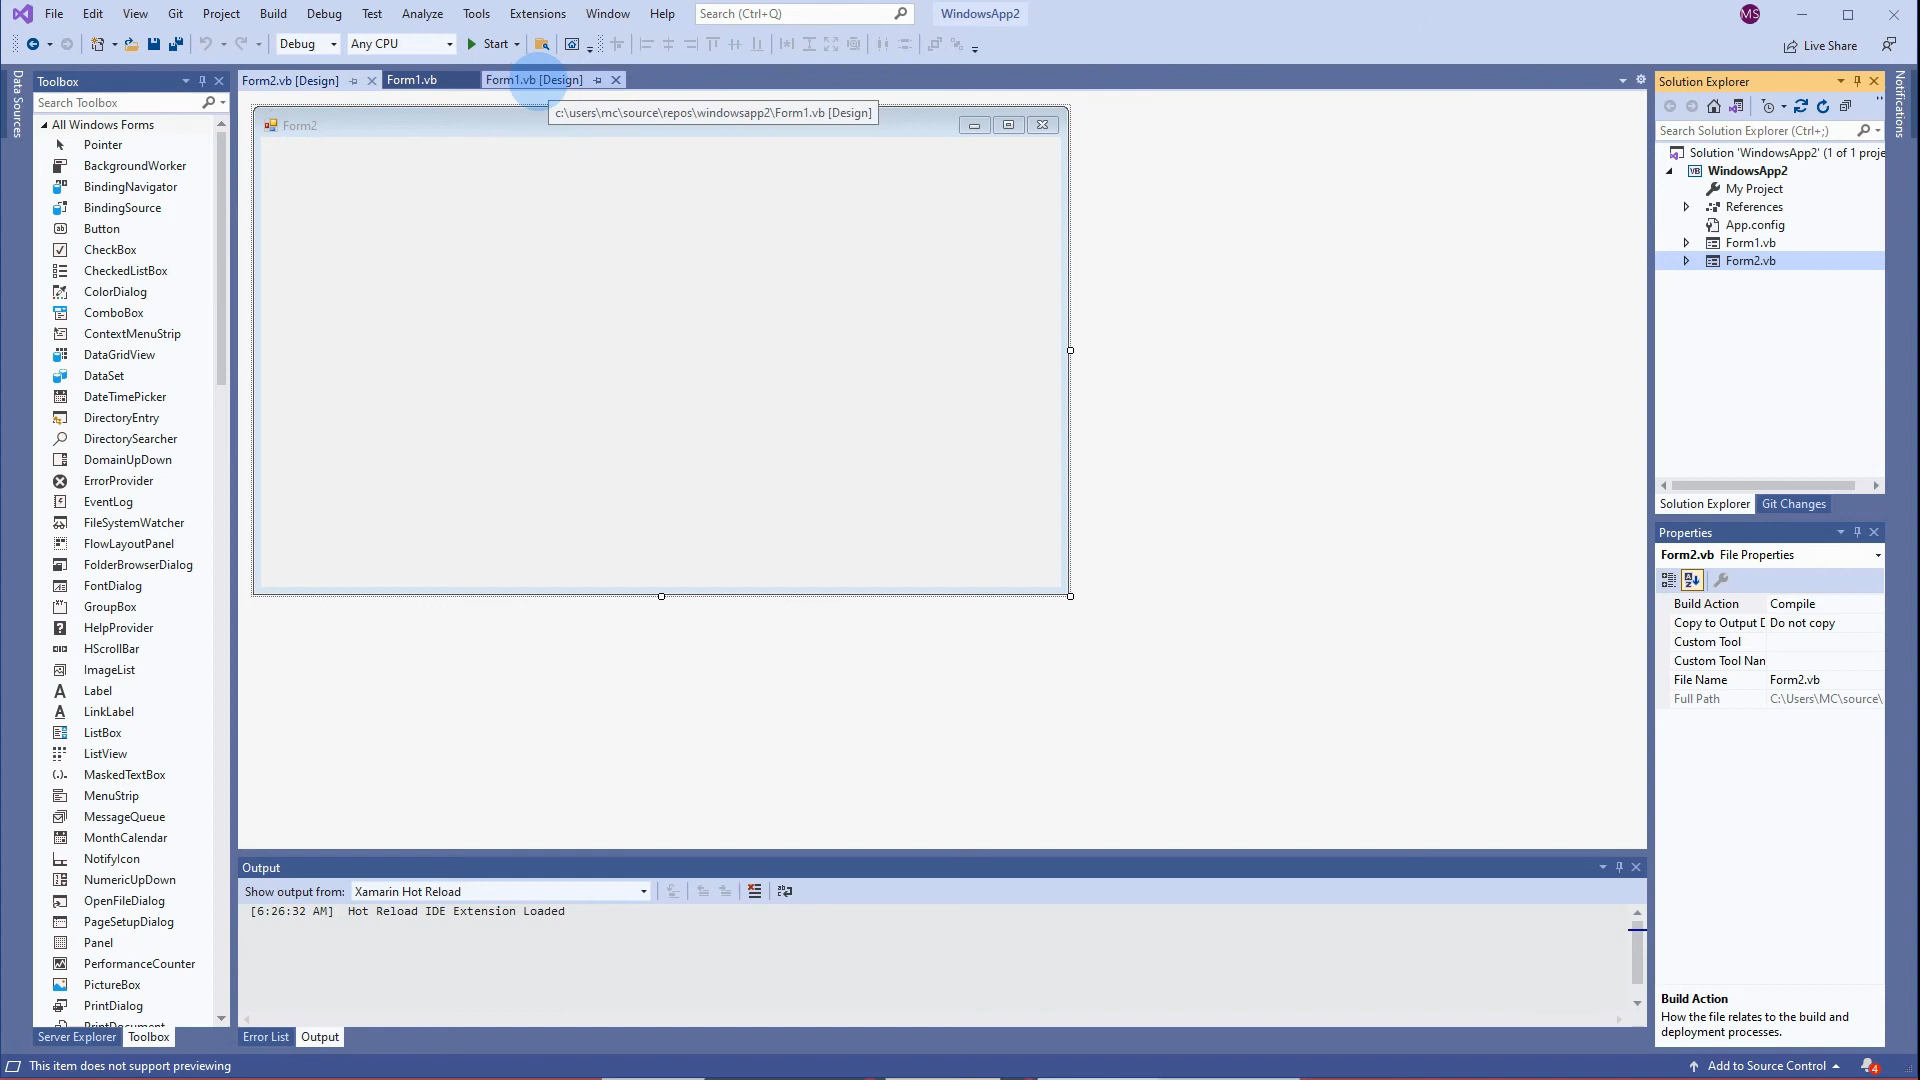 File Edit View Git Project Build Debug Test Analyze Tools Extensions Window Help Search (Ctrl+Q) WindowsApp2 MS
Debug Any CPU Start Live Share
Data Sources
Toolbox
Search Toolbox
All Windows Forms
Pointer
BackgroundWorker
BindingNavigator
BindingSource
Button
CheckBox
CheckedListBox
ColorDialog
ComboBox
ContextMenuStrip
DataGridView
DataSet
DateTimePicker
DirectoryEntry
DirectorySearcher
DomainUpDown
ErrorProvider
EventLog
FileSystemWatcher
FlowLayoutPanel
FolderBrowserDialog
FontDialog
GroupBox
HelpProvider
HScrollBar
ImageList
Label
LinkLabel
ListBox
ListView
MaskedTextBox
MenuStrip
MessageQueue
MonthCalendar
NotifyIcon
NumericUpDown
OpenFileDialog
PageSetupDialog
Panel
PerformanceCounter
PictureBox
PrintDialog
PrintDocument
Server Explorer Toolbox
Form2.vb [Design] Form1.vb Form1.vb [Design]
c:\users\mc\source\repos\windowsapp2\Form1.vb [Design]
Form2
Output
Show output from: Xamarin Hot Reload
[6:26:32 AM] Hot Reload IDE Extension Loaded
Error List Output
Solution Explorer
Search Solution Explorer (Ctrl+;)
Solution 'WindowsApp2' (1 of 1 proje
WindowsApp2
My Project
References
App.config
Form1.vb
Form2.vb
Solution Explorer Git Changes
Properties
Form2.vb File Properties
Build Action Compile
Copy to Output D Do not copy
Custom Tool
Custom Tool Nan
File Name Form2.vb
Full Path C:\Users\MC\source\
Build Action
How the file relates to the build and
deployment processes.
Notifications
This item does not support previewing
Add to Source Control 4